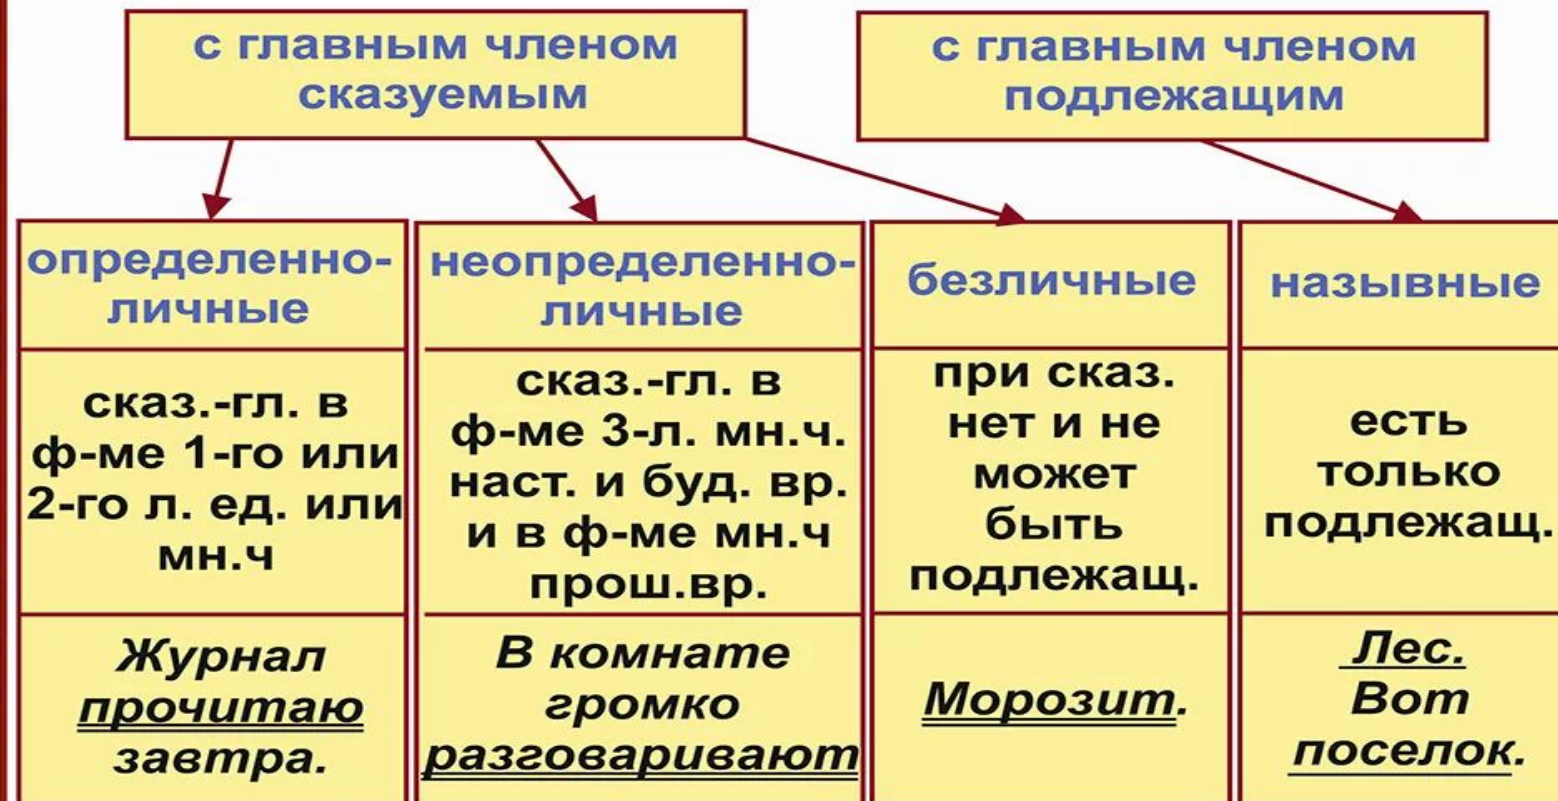 с главным членом
сказуемым
с главным членом
подлежащим
определенно-
личные
неопределенно-
личные
безличные
назывные
сказ.-гл. в
ф-ме 1-го или
2-го л. ед. или
мн.ч
сказ.-гл. в
ф-ме 3-л. мн.ч.
наст. и буд. вр.
и в ф-ме мн.ч
прош.вр.
при сказ.
нет и не
может
быть
подлежащ.
есть
только
подлежащ.
Журнал
прочитаю
завтра.
В комнате
громко
разговаривают
Морозит.
Лес.
Вот
поселок.